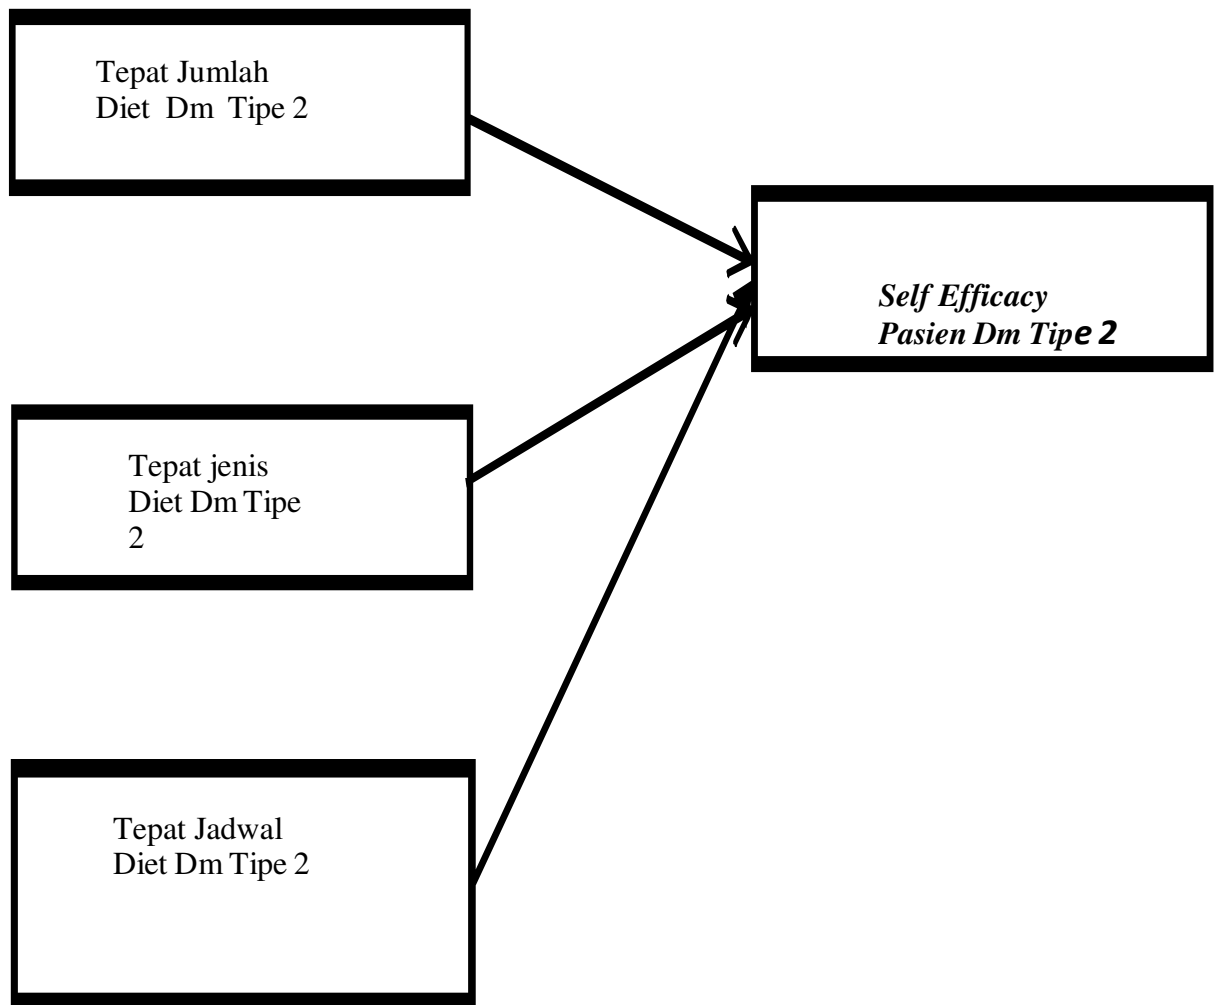 Tepat Jumlah
Diet Dm Tipe 2
Self Efficacy
Pasien Dm Tipe 2
Tepat jenis
Diet Dm Tipe
2
Tepat Jadwal
Diet Dm Tipe 2